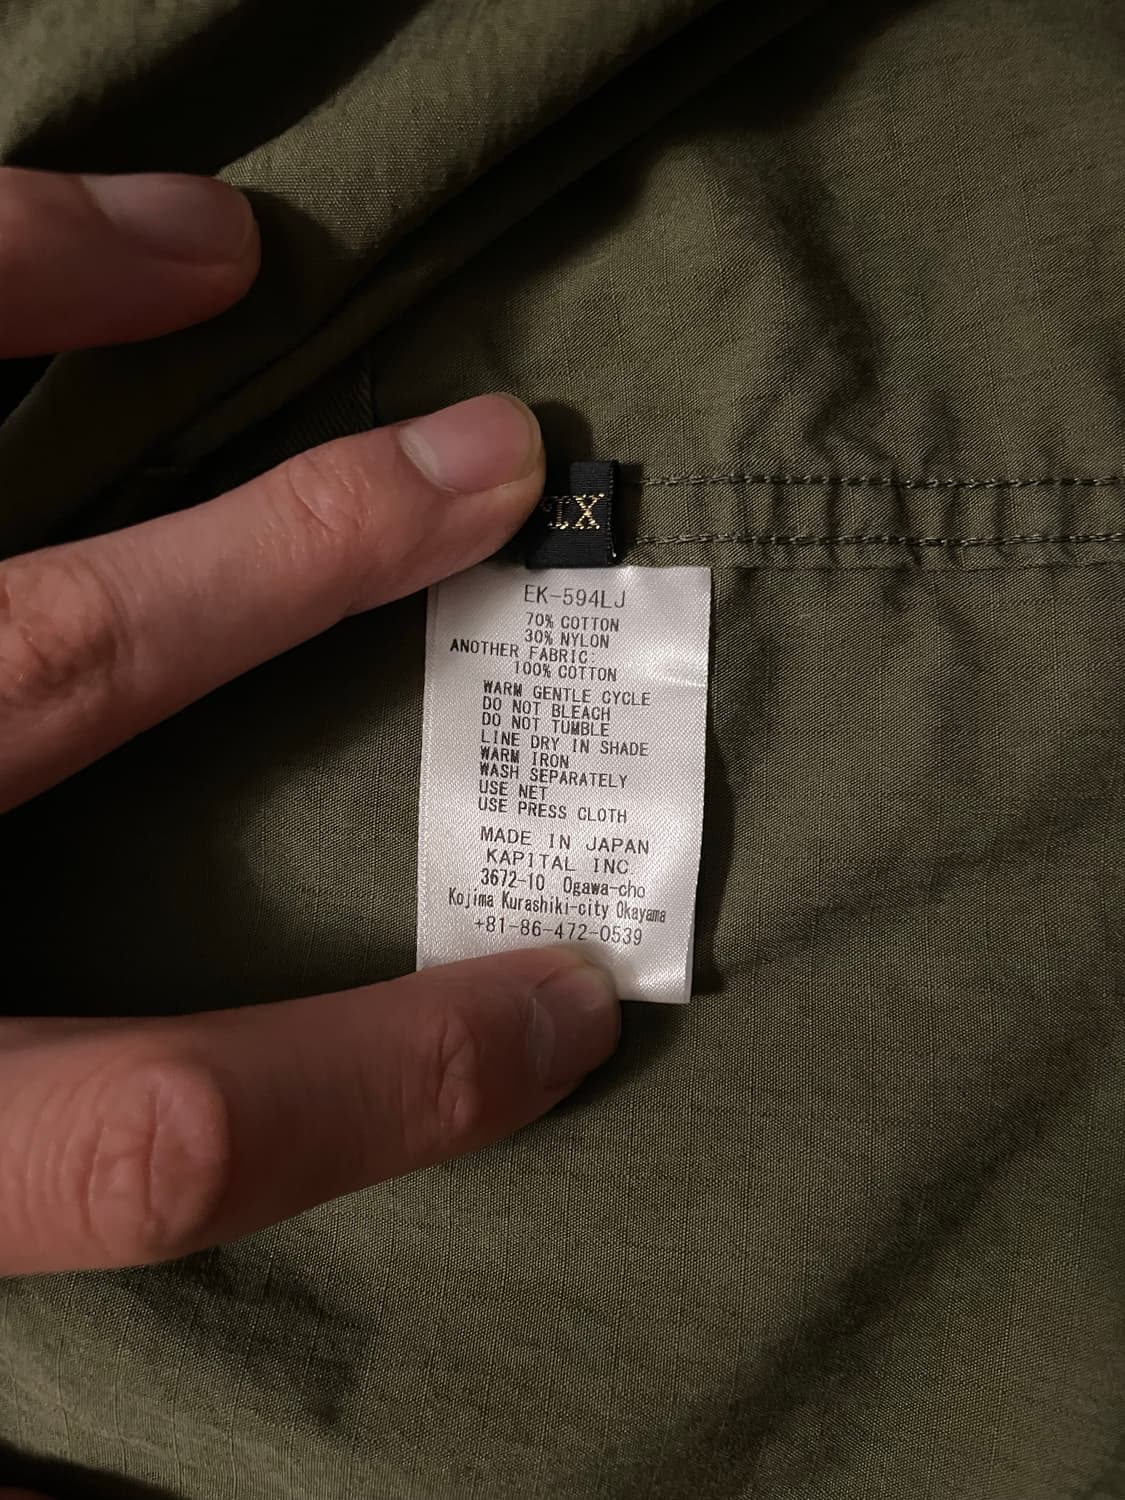 XL
EK-594LJ
70% COTTON
30% NYLON
ANOTHER FABRIC:
100% COTTON
WARM GENTLE CYCLE
DO NOT BLEACH
DO NOT TUMBLE
LINE DRY IN SHADE
WARM IRON
WASH SEPARATELY
USE NET
USE PRESS CLOTH
MADE IN JAPAN
KAPITAL INC.
3672-10 Ogawa-cho
Kojima Kurashiki-city Okayama
+81-86-472-0539